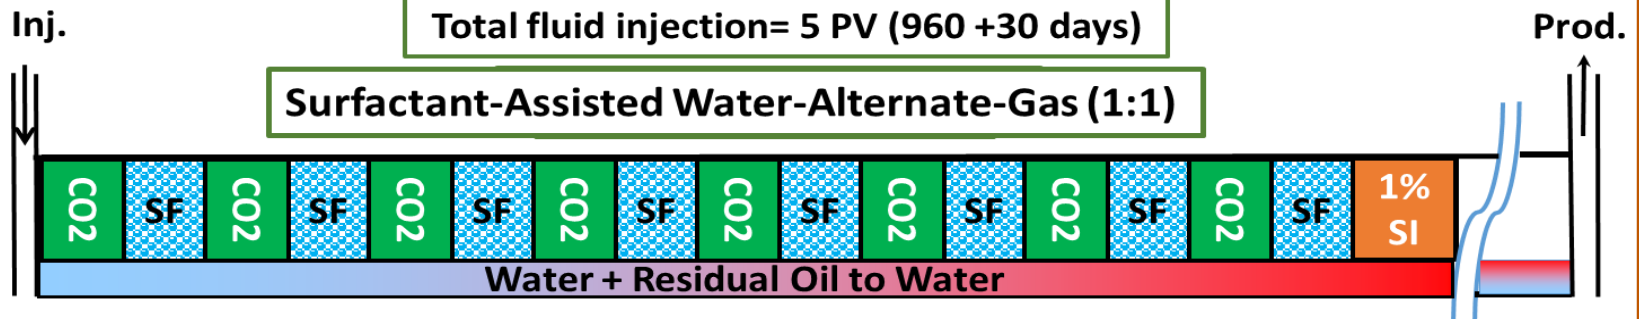 Inj.
Total fluid injection= 5 PV (960 +30 days)
Prod.
Surfactant-Assisted Water-Alternate-Gas (1:1)
CO2 SF CO2 SF CO2 SF CO2 SF CO2 SF CO2 SF CO2 SF CO2 SF 1%
SI
Water + Residual Oil to Water